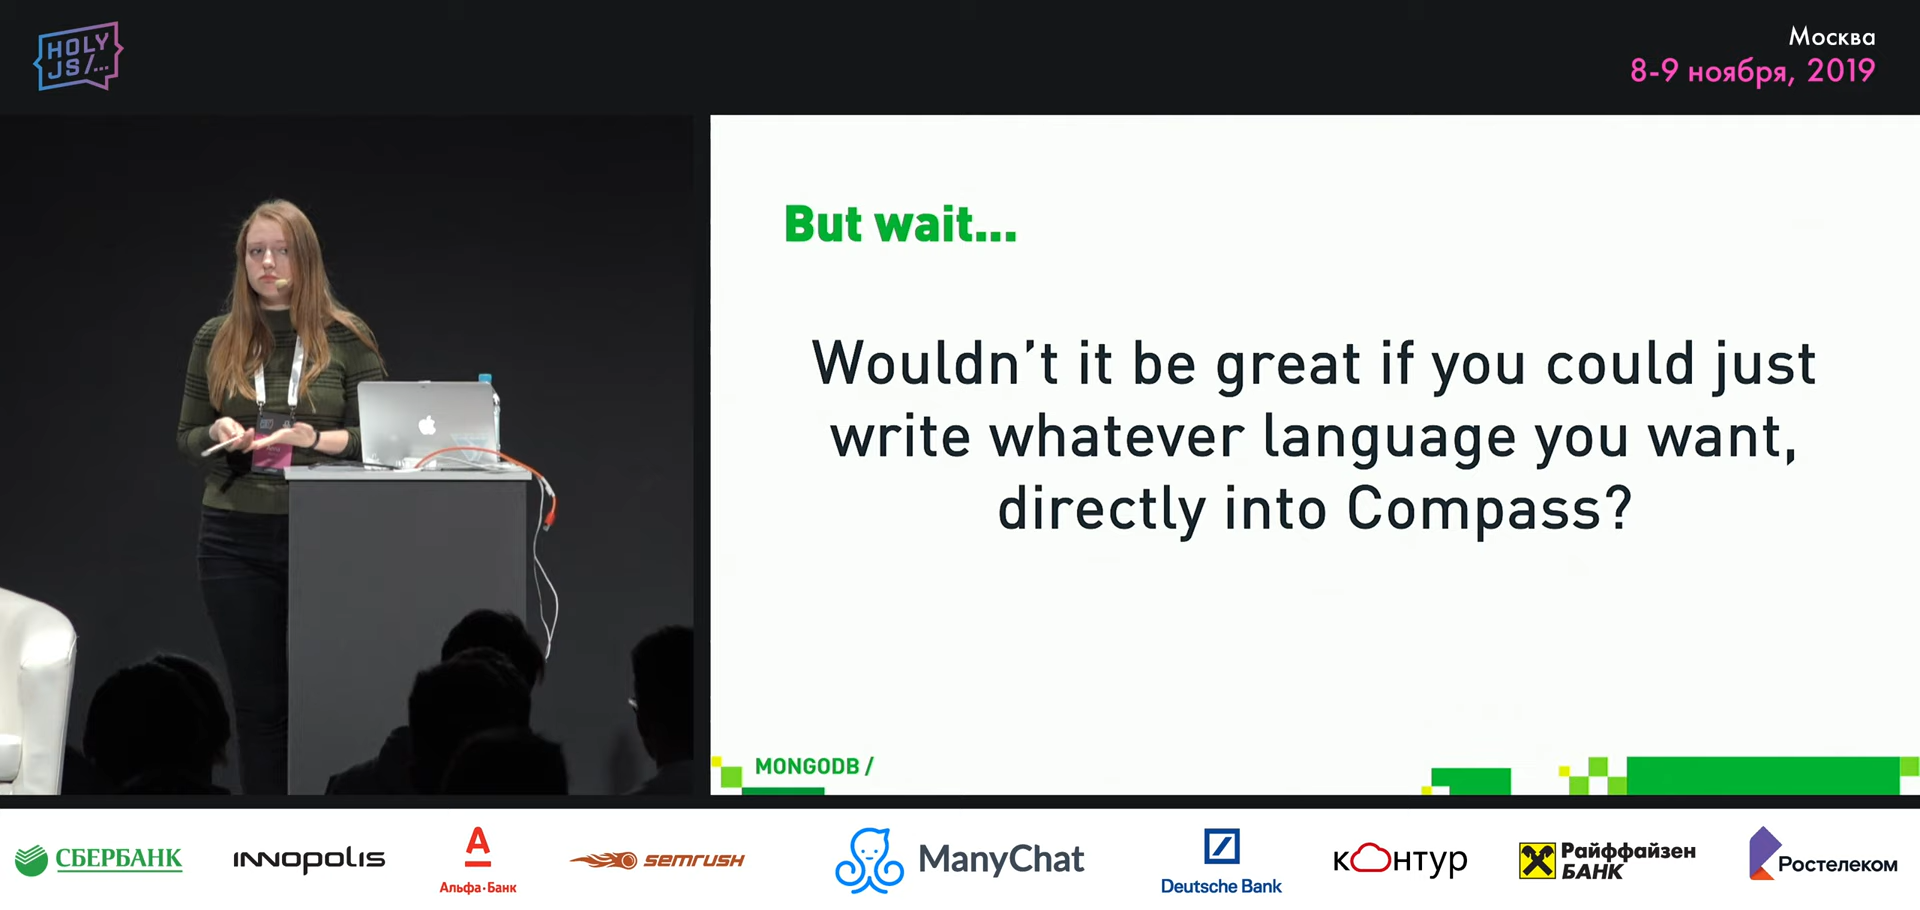 HOLY
JS/...
Москва
8-9 ноября, 2019
But wait...
Wouldn’t it be great if you could just
write whatever language you want,
directly into Compass?
MONGODB /
СБЕРБАНК
INNOPOLIS
Альфа·Банк
SEMRUSH
ManyChat
Deutsche Bank
контур
Райффайзен
БАНК
Ростелеком